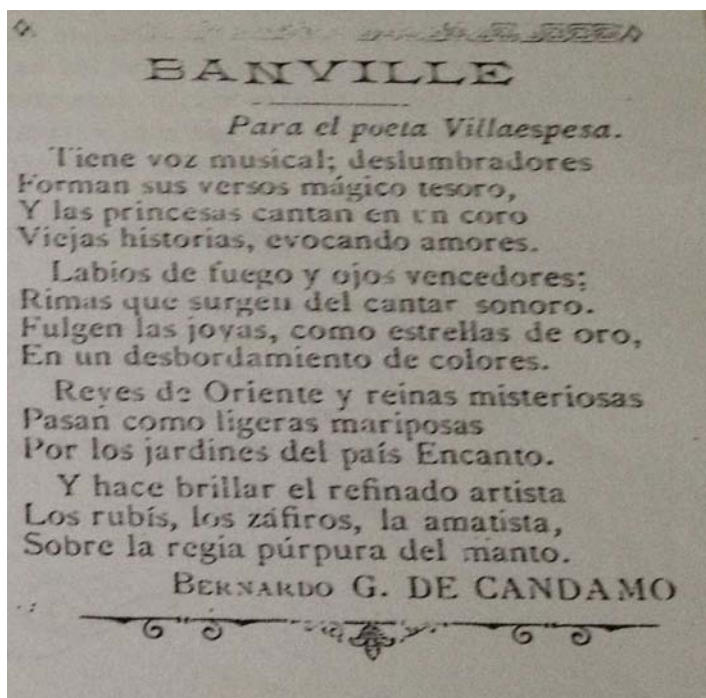 BANVILLE
Para el poeta Villaespesa.
Tiene voz musical; deslumbradores
Forman sus versos mágico tesoro,
Y las princesas cantan en un coro
Viejas historias, evocando amores.
Labios de fuego y ojos vencedores;
Rimas que surgen del cantar sonoro.
Fulgen las joyas, como estrellas de oro,
En un desbordamiento de colores.
Reyes de Oriente y reinas misteriosas
Pasan como ligeras mariposas
Por los jardines del país Encanto.
Y hace brillar el refinado artista
Los rubís, los záfiros, la amatista,
Sobre la regia púrpura del manto.
BERNARDO G. DE CANDAMO